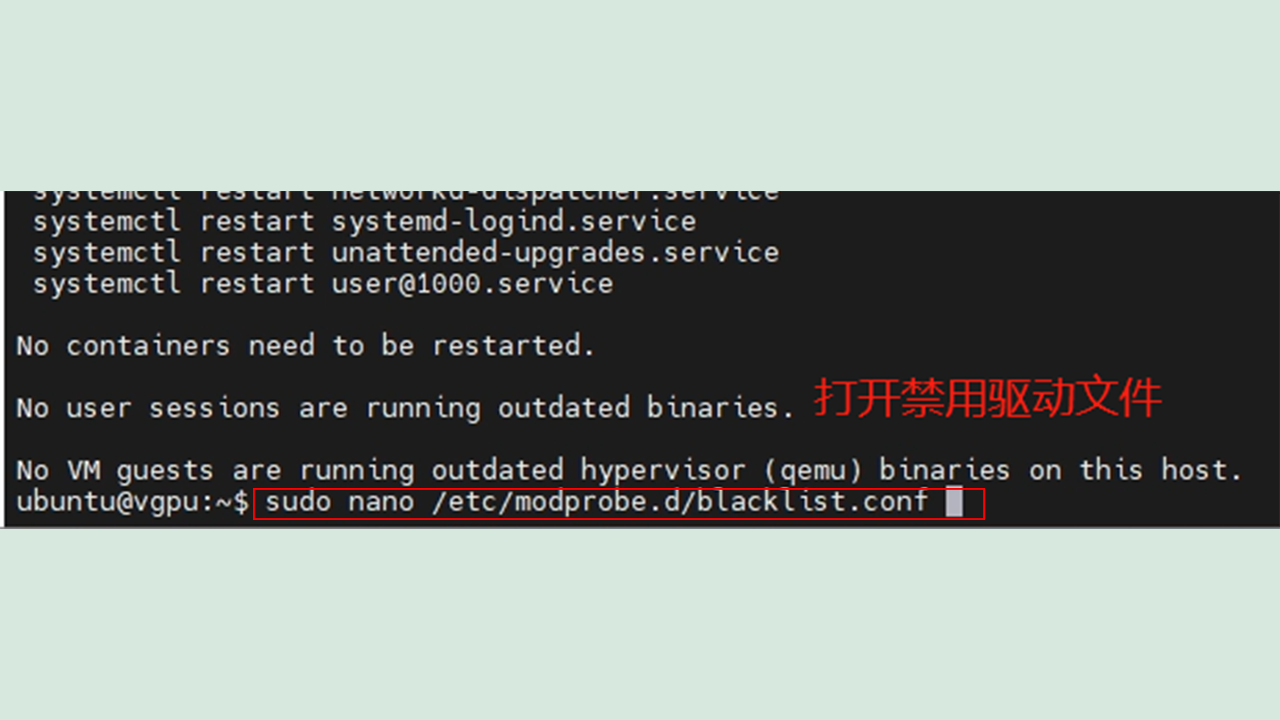 systemctl restart networkd-dispatcher.service
systemctl restart systemd-logind.service
systemctl restart unattended-upgrades.service
systemctl restart user@1000.service
No containers need to be restarted.
No user sessions are running outdated binaries.
打开禁用驱动文件
No VM guests are running outdated hypervisor (qemu) binaries on this host.
ubuntu@vgpu:~$ sudo nano /etc/modprobe.d/blacklist.conf